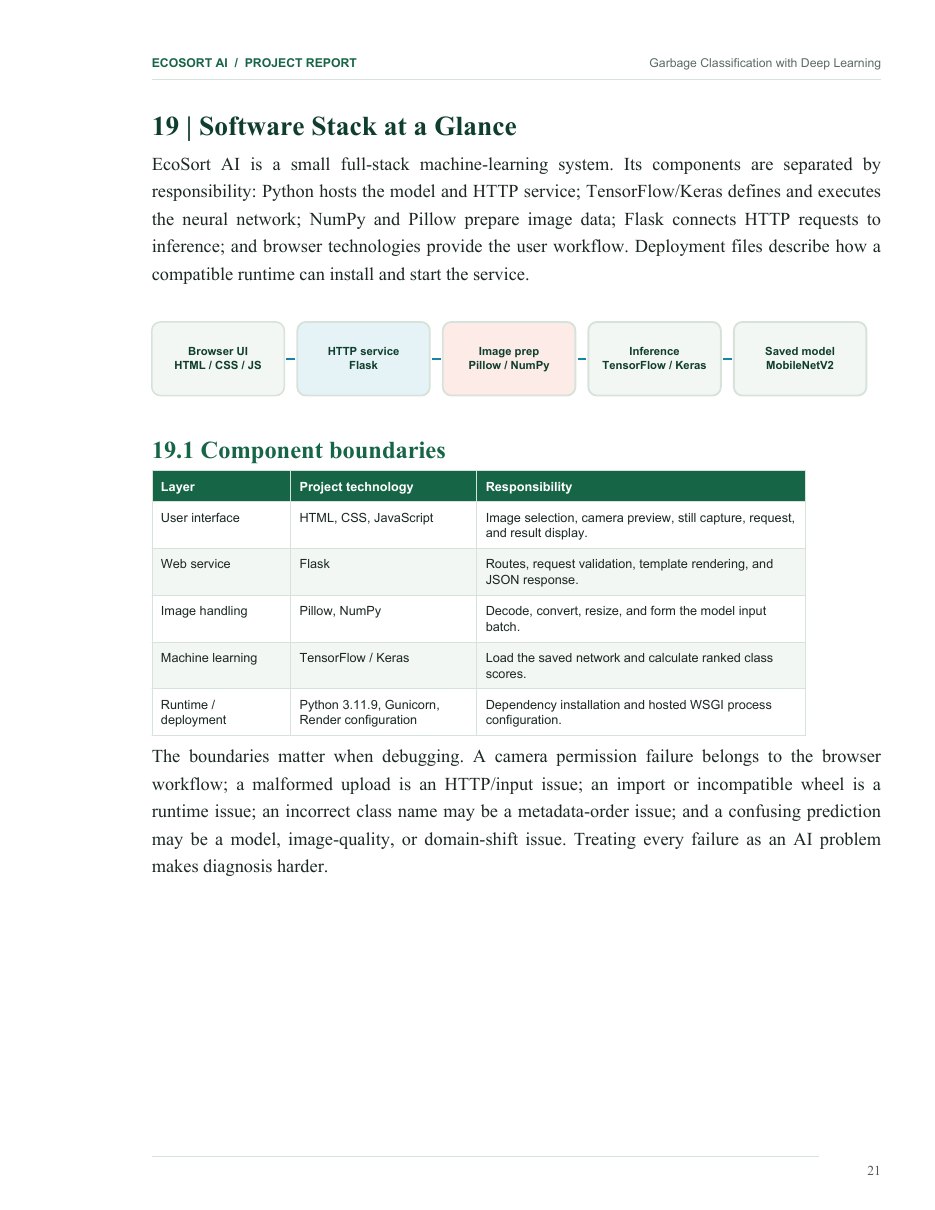 ECOSORT AI / PROJECT REPORT
Garbage Classification with Deep Learning
19 | Software Stack at a Glance
EcoSort AI is a small full-stack machine-learning system. Its components are separated by
responsibility: Python hosts the model and HTTP service; TensorFlow/Keras defines and executes
the neural network; NumPy and Pillow prepare image data; Flask connects HTTP requests to
inference; and browser technologies provide the user workflow. Deployment files describe how a
compatible runtime can install and start the service.
Browser UI
HTML / CSS / JS
HTTP service
Flask
Image prep
Pillow / NumPy
Inference
TensorFlow / Keras
Saved model
MobileNetV2
19.1 Component boundaries
Layer
Project technology
Responsibility
User interface
HTML, CSS, JavaScript
Image selection, camera preview, still capture, request,
and result display.
Web service
Flask
Routes, request validation, template rendering, and
JSON response.
Image handling
Pillow, NumPy
Decode, convert, resize, and form the model input
batch.
Machine learning
TensorFlow / Keras
Load the saved network and calculate ranked class
scores.
Runtime /
deployment
Python 3.11.9, Gunicorn,
Render configuration
Dependency installation and hosted WSGI process
configuration.
The boundaries matter when debugging. A camera permission failure belongs to the browser
workflow; a malformed upload is an HTTP/input issue; an import or incompatible wheel is a
runtime issue; an incorrect class name may be a metadata-order issue; and a confusing prediction
may be a model, image-quality, or domain-shift issue. Treating every failure as an AI problem
makes diagnosis harder.
21